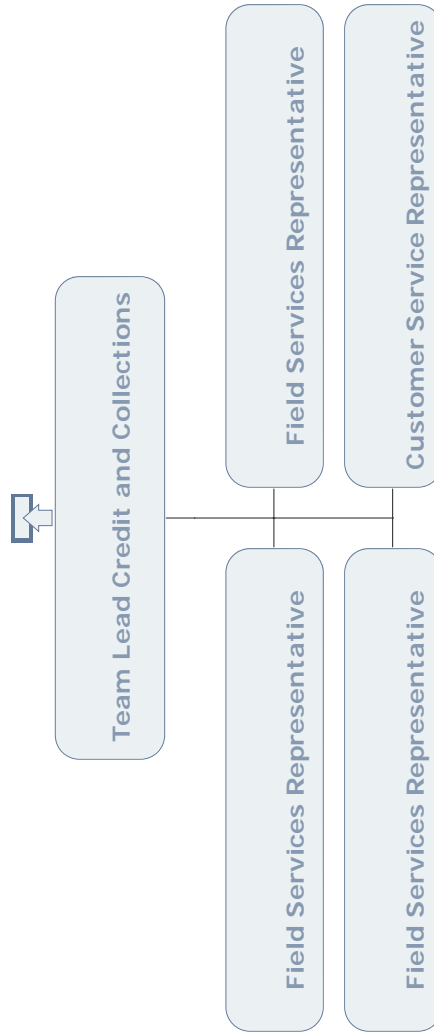 Team Lead Credit and Collections
Field Services Representative
Field Services Representative
Field Services Representative
Customer Service Representative